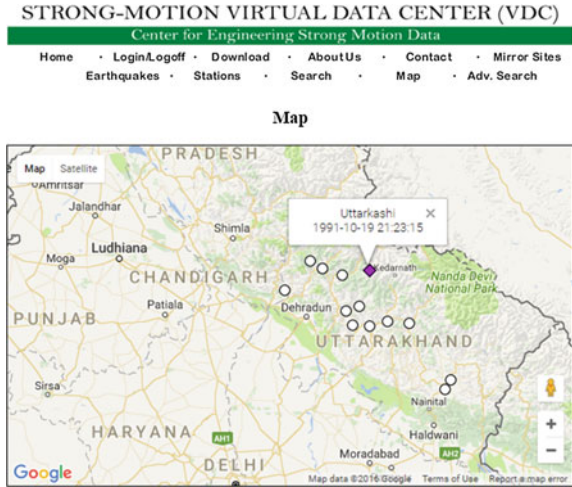 STRONG-MOTION VIRTUAL DATA CENTER (VDC)
Center for Engineering Strong Motion Data
Home · Login/Logoff · Download · About Us · Contact · Mirror Sites
Earthquakes · Stations · Search · Map · Adv. Search
Map
Map Satellite
PRADESH
Amritsar
Jalandhar
Shimla
Uttarkashi ×
1991-10-19 21:23:15
Ludhiana
Moga
Kedarnath
CHANDIGARH
Nanda Devi
National Park
Patiala
Dehradun
PUNJAB
UTTARAKHAND
Sirsa
Nainital
HARYANA
AH1
Haldwani
+
DELHI
Moradabad
AH2
−
Google
Map data ©2016 Google Terms of Use Report a map error